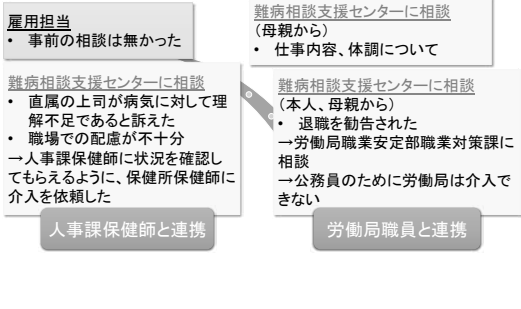 雇用担当
• 事前の相談は無かった
難病相談支援センターに相談
• 直属の上司が病気に対して理
解不足であると訴えた
• 職場での配慮が不十分
→人事課保健師に状況を確認し
てもらえるように、保健所保健師に
介入を依頼した
人事課保健師と連携
難病相談支援センターに相談
(母親から)
• 仕事内容、体調について
難病相談支援センターに相談
(本人、母親から)
• 退職を勧告された
→労働局職業安定部職業対策課に
相談
→公務員のために労働局は介入で
きない
労働局職員と連携